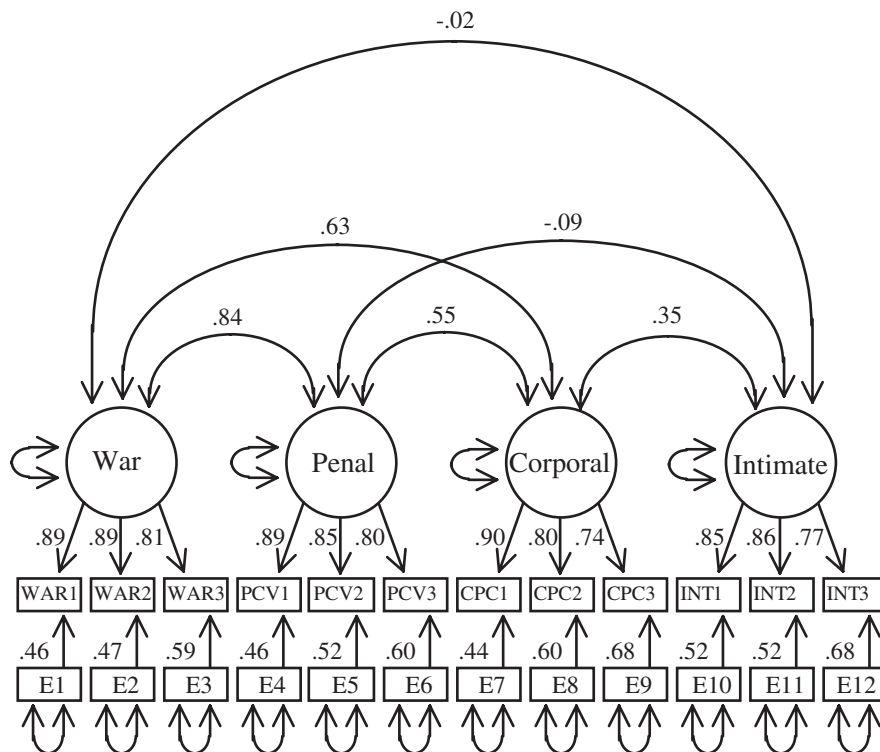 -.02
.63 -.09
.84 .55 .35
War Penal Corporal Intimate
.89 .89 .81 .89 .85 .80 .90 .80 .74 .85 .86 .77
WAR1 WAR2 WAR3 PCV1 PCV2 PCV3 CPC1 CPC2 CPC3 INT1 INT2 INT3
.46 .47 .59 .46 .52 .60 .44 .60 .68 .52 .52 .68
E1 E2 E3 E4 E5 E6 E7 E8 E9 E10 E11 E12